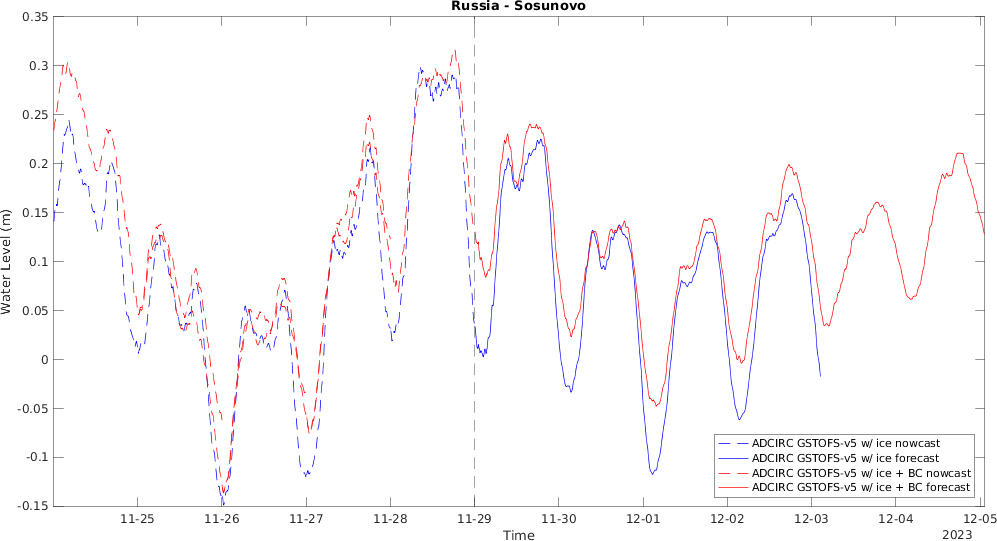 Russia - Sosunovo
0.35
0.3
0.25
0.2
0.15
0.1
0.05
0
-0.05
-0.1
-0.15
Water Level (m)
ADCIRC GSTOFS-v5 w/ ice nowcast
ADCIRC GSTOFS-v5 w/ ice forecast
ADCIRC GSTOFS-v5 w/ ice + BC nowcast
ADCIRC GSTOFS-v5 w/ ice + BC forecast
11-25 11-26 11-27 11-28 11-29 11-30 12-01 12-02 12-03 12-04 12-05
Time
2023